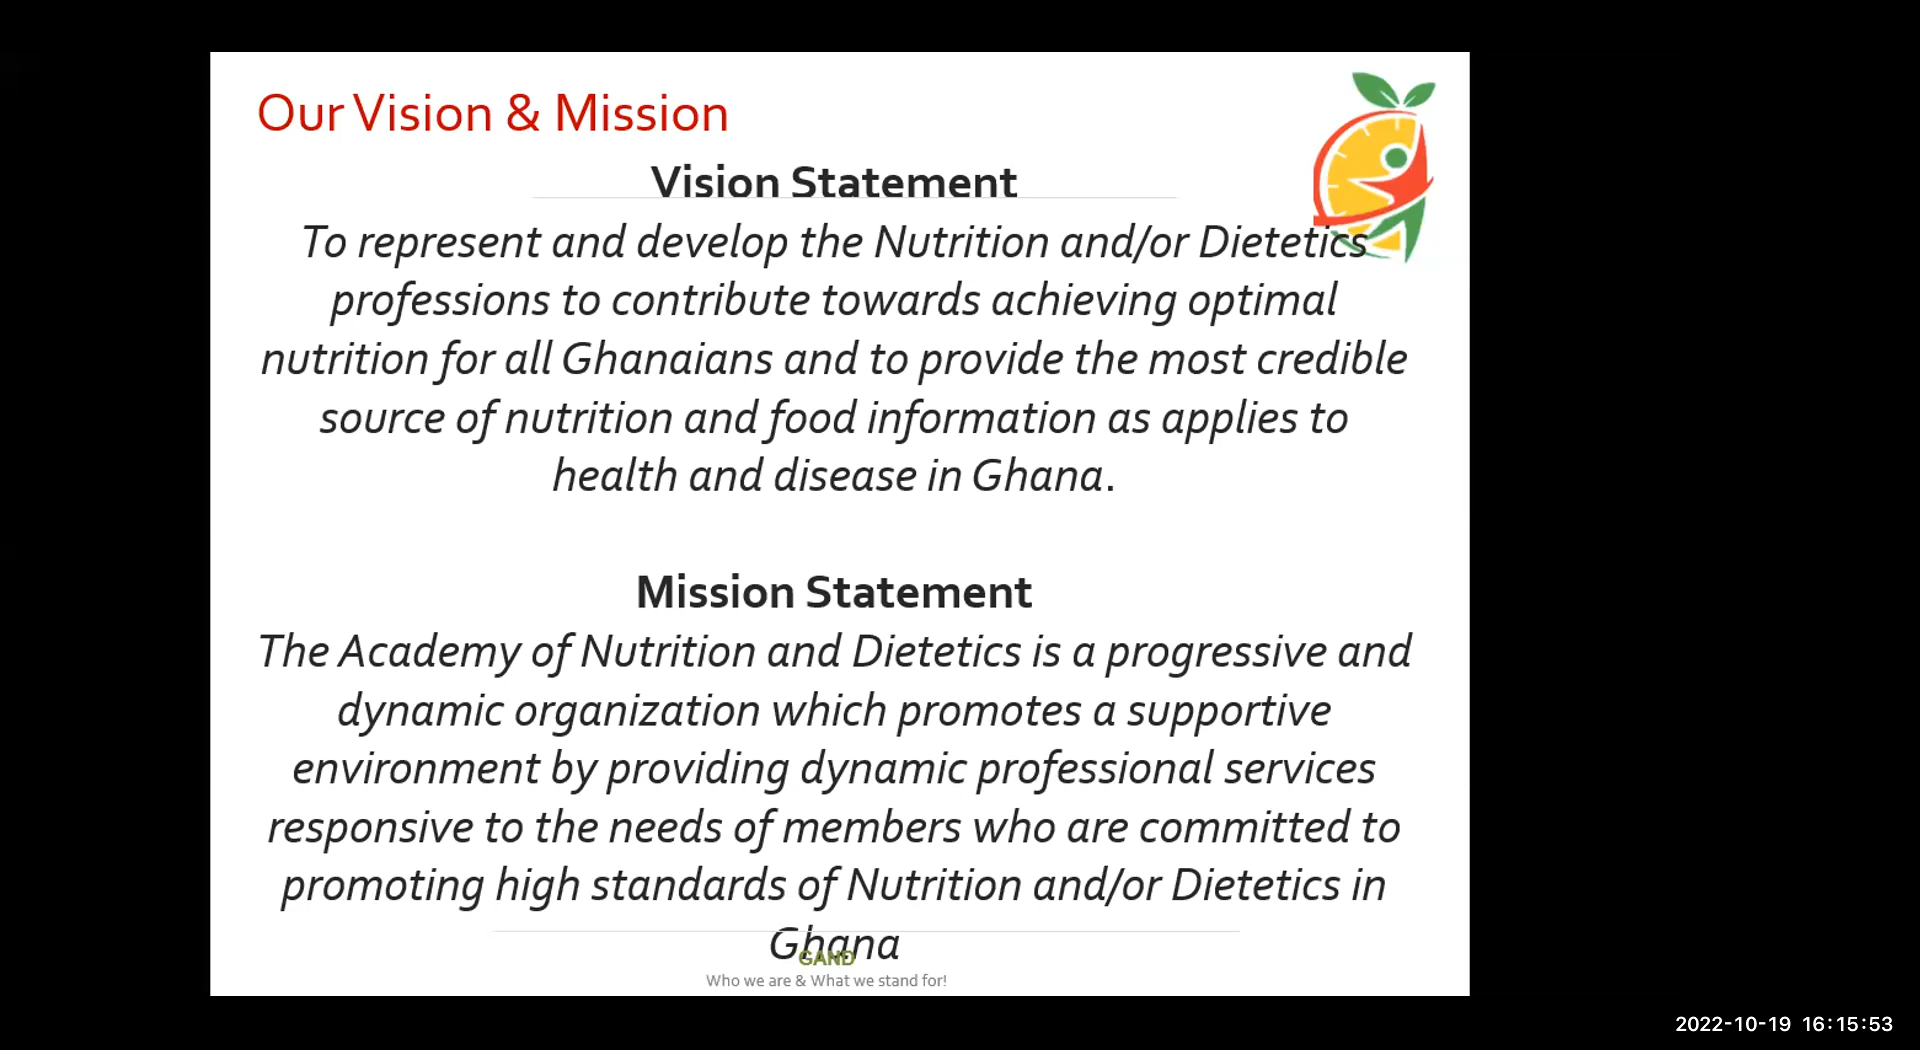 Our Vision & Mission
Vision Statement
To represent and develop the Nutrition and/or Dietetics
professions to contribute towards achieving optimal
nutrition for all Ghanaians and to provide the most credible
source of nutrition and food information as applies to
health and disease in Ghana.
Mission Statement
The Academy of Nutrition and Dietetics is a progressive and
dynamic organization which promotes a supportive
environment by providing dynamic professional services
responsive to the needs of members who are committed to
promoting high standards of Nutrition and/or Dietetics in
Ghana
GAND
Who we are & What we stand for!
2022-10-19 16:15:53